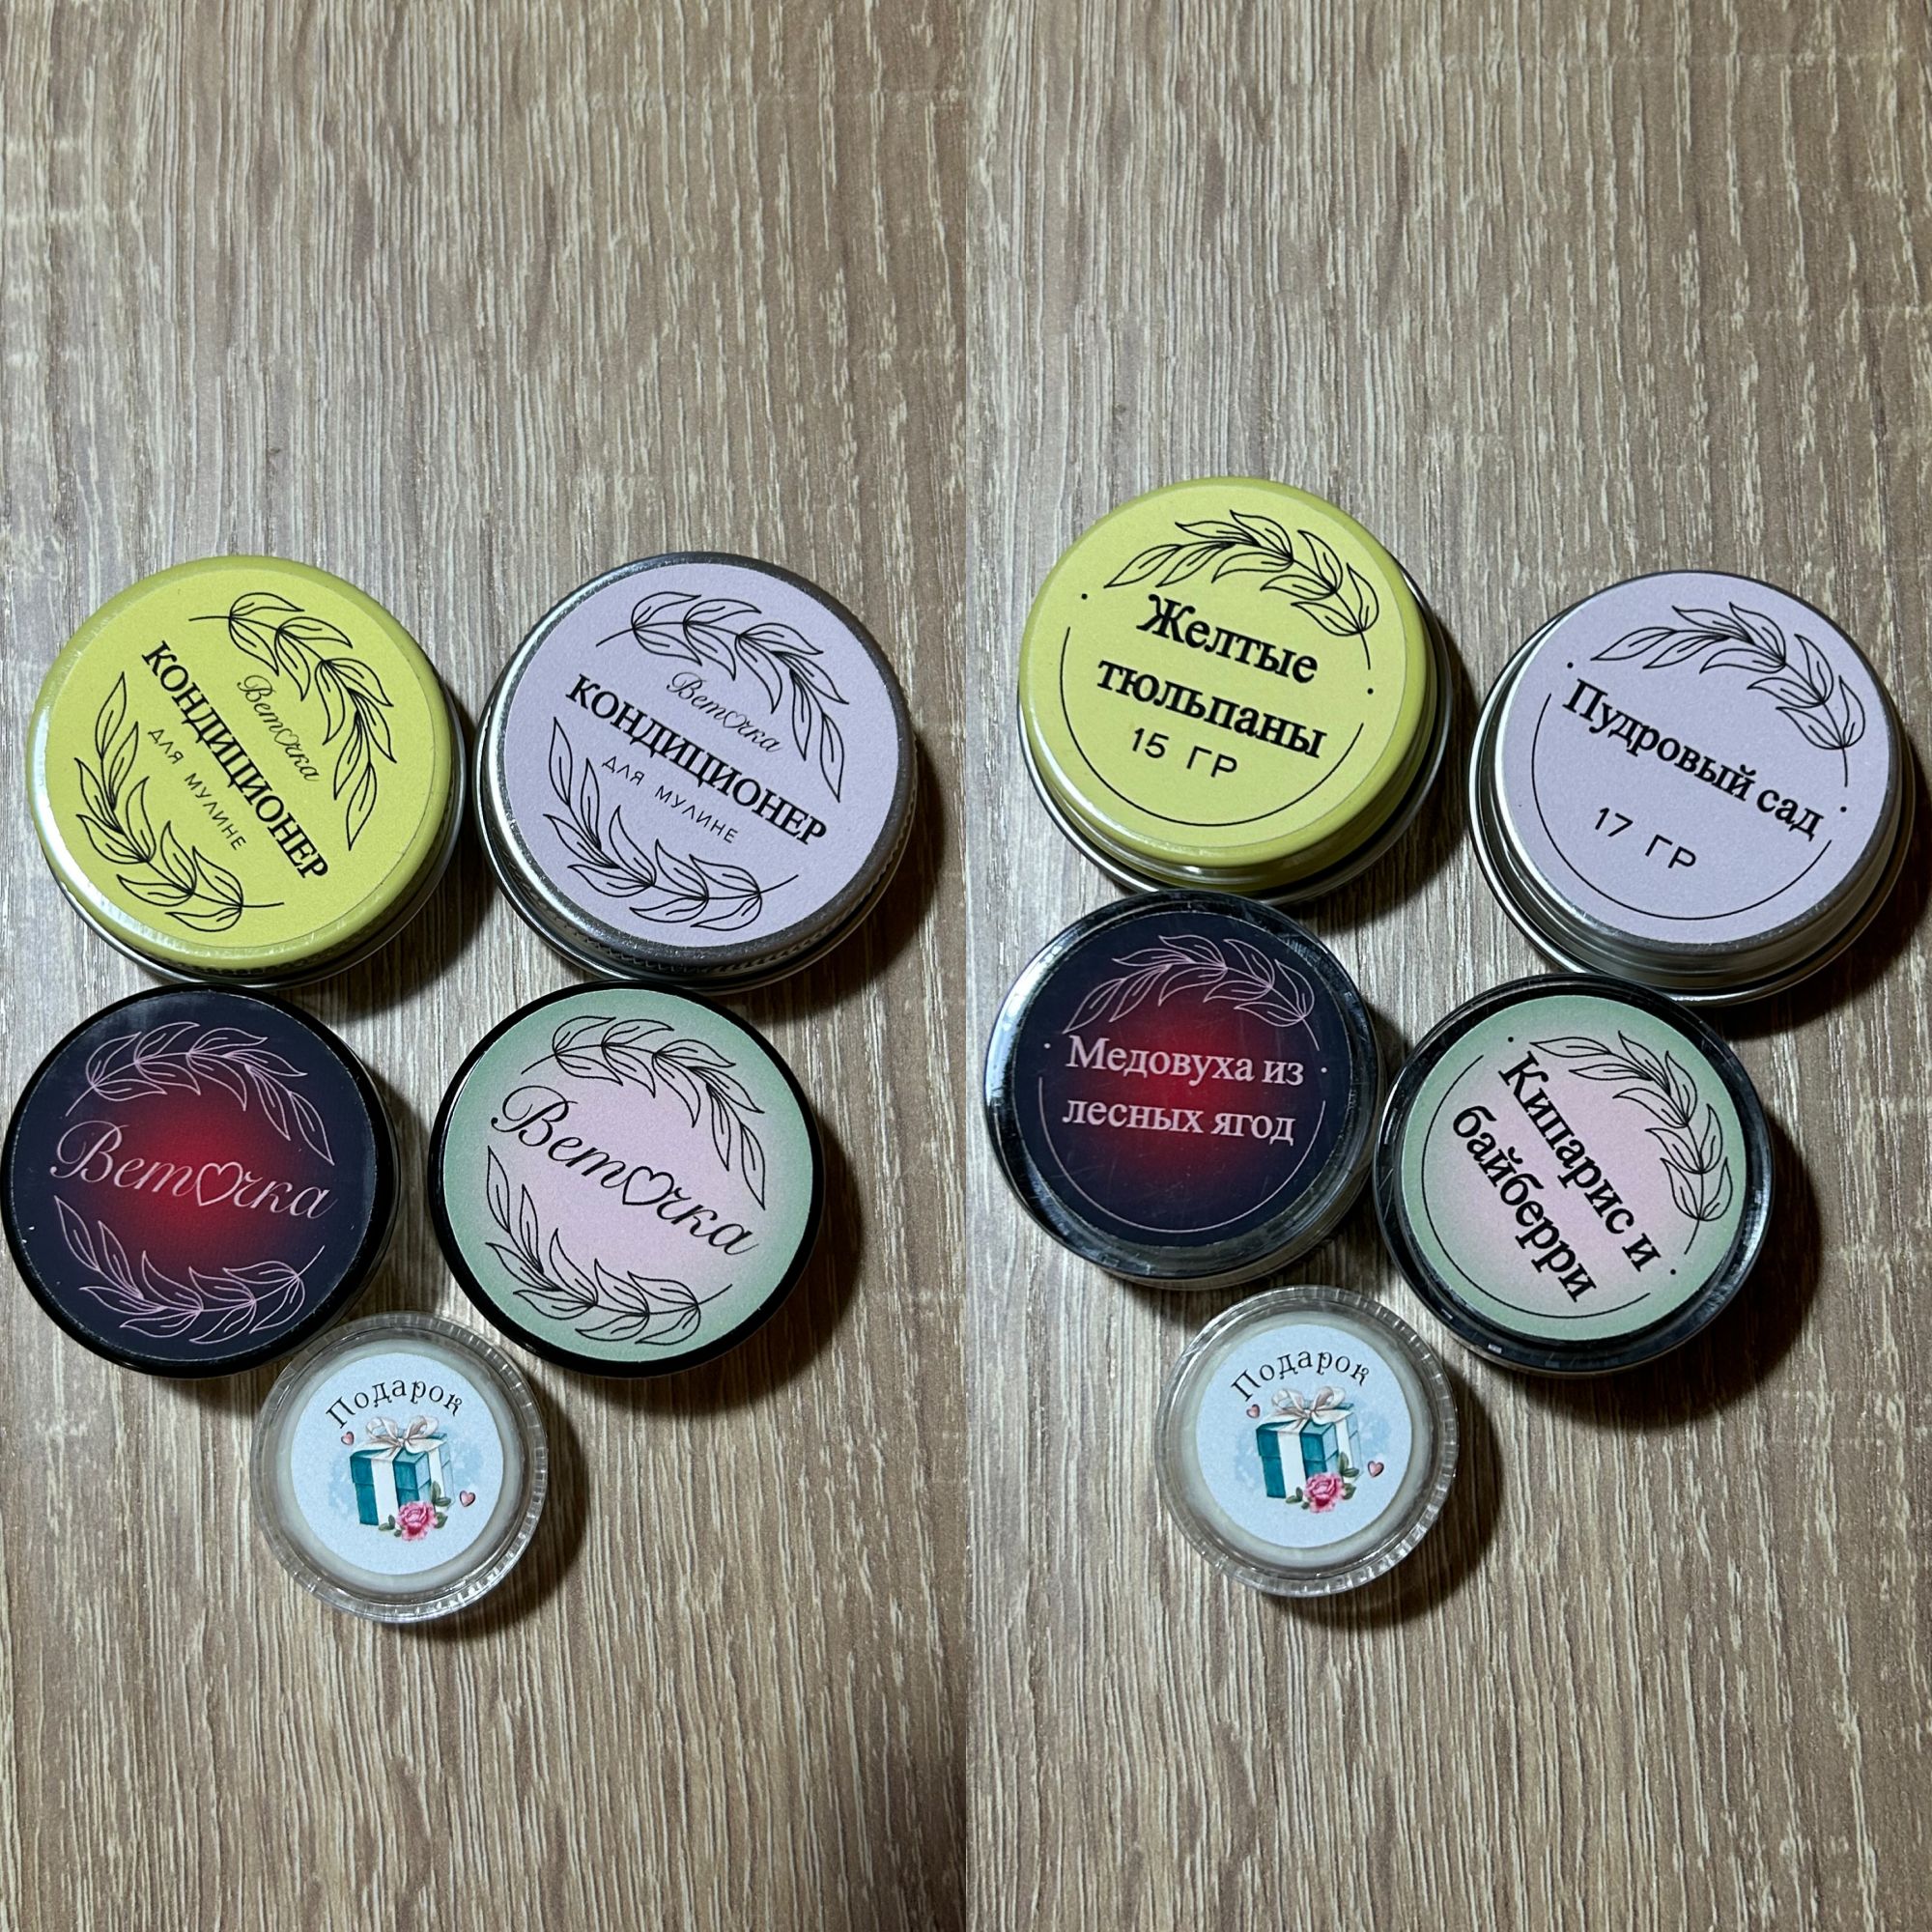 Веточка
КОНДИЦИОНЕР
ДЛЯ МУЛИНЕ
Веточка
КОНДИЦИОНЕР
ДЛЯ МУЛИНЕ
Веточка
Веточка
Подарок
Желтые
тюльпаны
15 ГР
Пудровый сад
17 ГР
Медовуха из
лесных ягод
Кипарис и
байберри
Подарок